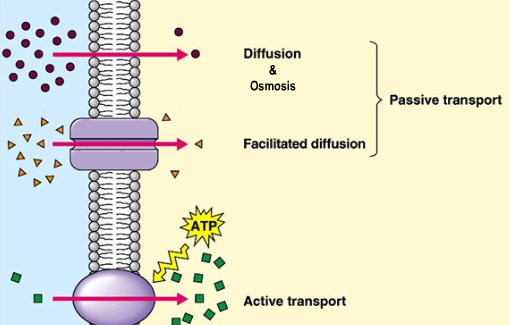 Diffusion
&
Osmosis
Passive transport
Facilitated diffusion
ATP
Active transport